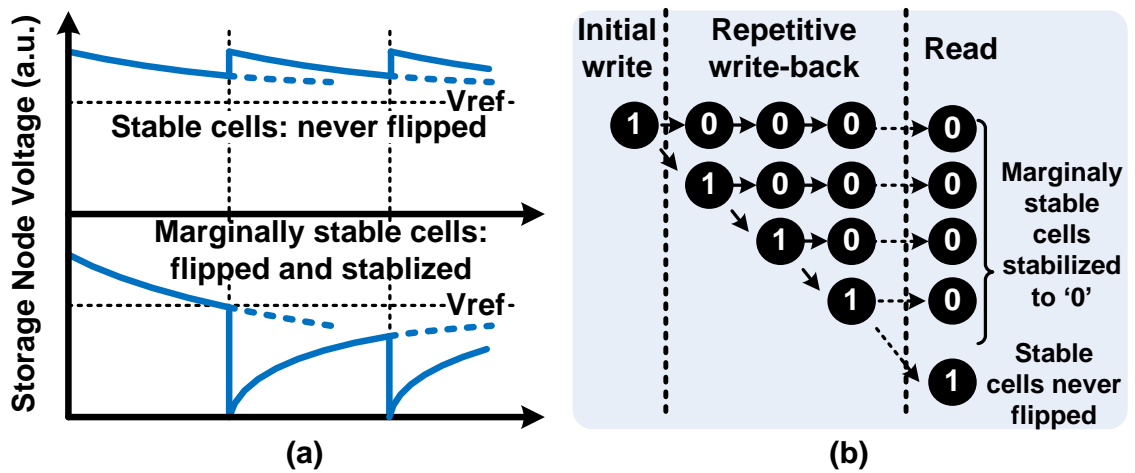 Storage Node Voltage (a.u.)
Vref
Stable cells: never flipped
Marginally stable cells:
flipped and stablized
Vref
(a)
Initial
write
Repetitive
write-back
Read
1 0 0 0 0
1 0 0 0
1 0 0
1 0
1
Marginaly
stable
cells
stabilized
to ‘0’
Stable
cells never
flipped
(b)